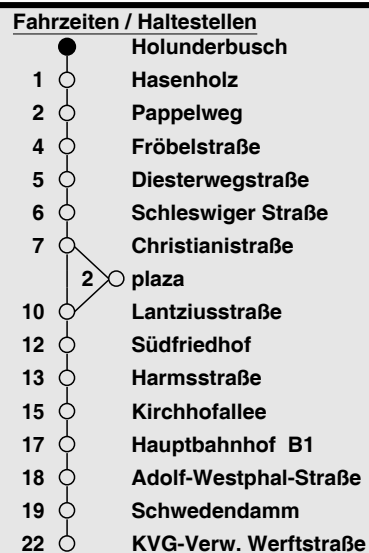 Fahrzeiten / Haltestellen
Holunderbusch
1 Hasenholz
2 Pappelweg
4 Fröbelstraße
5 Diesterwegstraße
6 Schleswiger Straße
7 Christianistraße
2 plaza
10 Lantziusstraße
12 Südfriedhof
13 Harmsstraße
15 Kirchhofallee
17 Hauptbahnhof B1
18 Adolf-Westphal-Straße
19 Schwedendamm
22 KVG-Verw. Werftstraße